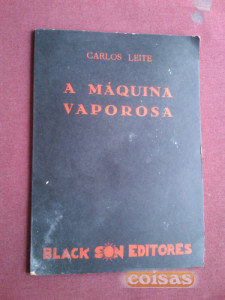 CARLOS LEITE
A MÁQUINA
VAPOROSA
BLACK SON EDITORES
coisas